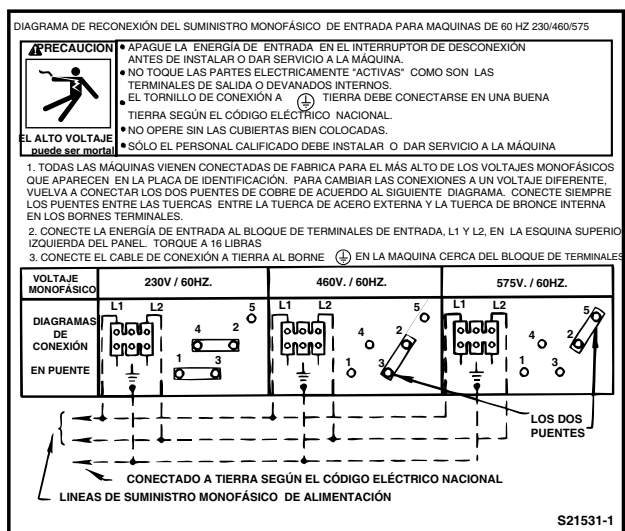 DIAGRAMA DE RECONEXIÓN DEL SUMINISTRO MONOFÁSICO DE ENTRADA PARA MAQUINAS DE 60 HZ 230/460/575
PRECAUCION
EL ALTO VOLTAJE
puede ser mortal
• APAGUE LA ENERGÍA DE ENTRADA EN EL INTERRUPTOR DE DESCONEXIÓN
ANTES DE INSTALAR O DAR SERVICIO A LA MÁQUINA.
• NO TOQUE LAS PARTES ELECTRICAMENTE "ACTIVAS" COMO SON LAS
TERMINALES DE SALIDA O DEVANADOS INTERNOS.
• EL TORNILLO DE CONEXIÓN A TIERRA DEBE CONECTARSE EN UNA BUENA
TIERRA SEGÚN EL CÓDIGO ELÉCTRICO NACIONAL.
• NO OPERE SIN LAS CUBIERTAS BIEN COLOCADAS.
• SÓLO EL PERSONAL CALIFICADO DEBE INSTALAR O DAR SERVICIO A LA MÁQUINA
1. TODAS LAS MÁQUINAS VIENEN CONECTADAS DE FABRICA PARA EL MÁS ALTO DE LOS VOLTAJES MONOFÁSICOS
QUE APARECEN EN LA PLACA DE IDENTIFICACIÓN. PARA CAMBIAR LAS CONEXIONES A UN VOLTAJE DIFERENTE,
VUELVA A CONECTAR LOS DOS PUENTES DE COBRE DE ACUERDO AL SIGUIENTE DIAGRAMA. CONECTE SIEMPRE
LOS PUENTES ENTRE LAS TUERCAS ENTRE LA TUERCA DE ACERO EXTERNA Y LA TUERCA DE BRONCE INTERNA
EN LOS BORNES TERMINALES.
2. CONECTE LA ENERGÍA DE ENTRADA AL BLOQUE DE TERMINALES DE ENTRADA, L1 Y L2, EN LA ESQUINA SUPERIO
IZQUIERDA DEL PANEL. TORQUE A 16 LIBRAS
3. CONECTE EL CABLE DE CONEXIÓN A TIERRA AL BORNE EN LA MAQUINA CERCA DEL BLOQUE DE TERMINALES
VOLTAJE
MONOFÁSICO
230V / 60HZ.
460V. / 60HZ.
575V. / 60HZ.
DIAGRAMAS
DE
CONEXIÓN
EN PUENTE
L1 L2 5
4 2
1 3
L1 L2 5
4 2
1 3
L1 L2 5
4 2
1 3
LOS DOS
PUENTES
CONECTADO A TIERRA SEGÚN EL CÓDIGO ELÉCTRICO NACIONAL
LINEAS DE SUMINISTRO MONOFÁSICO DE ALIMENTACIÓN
S21531-1